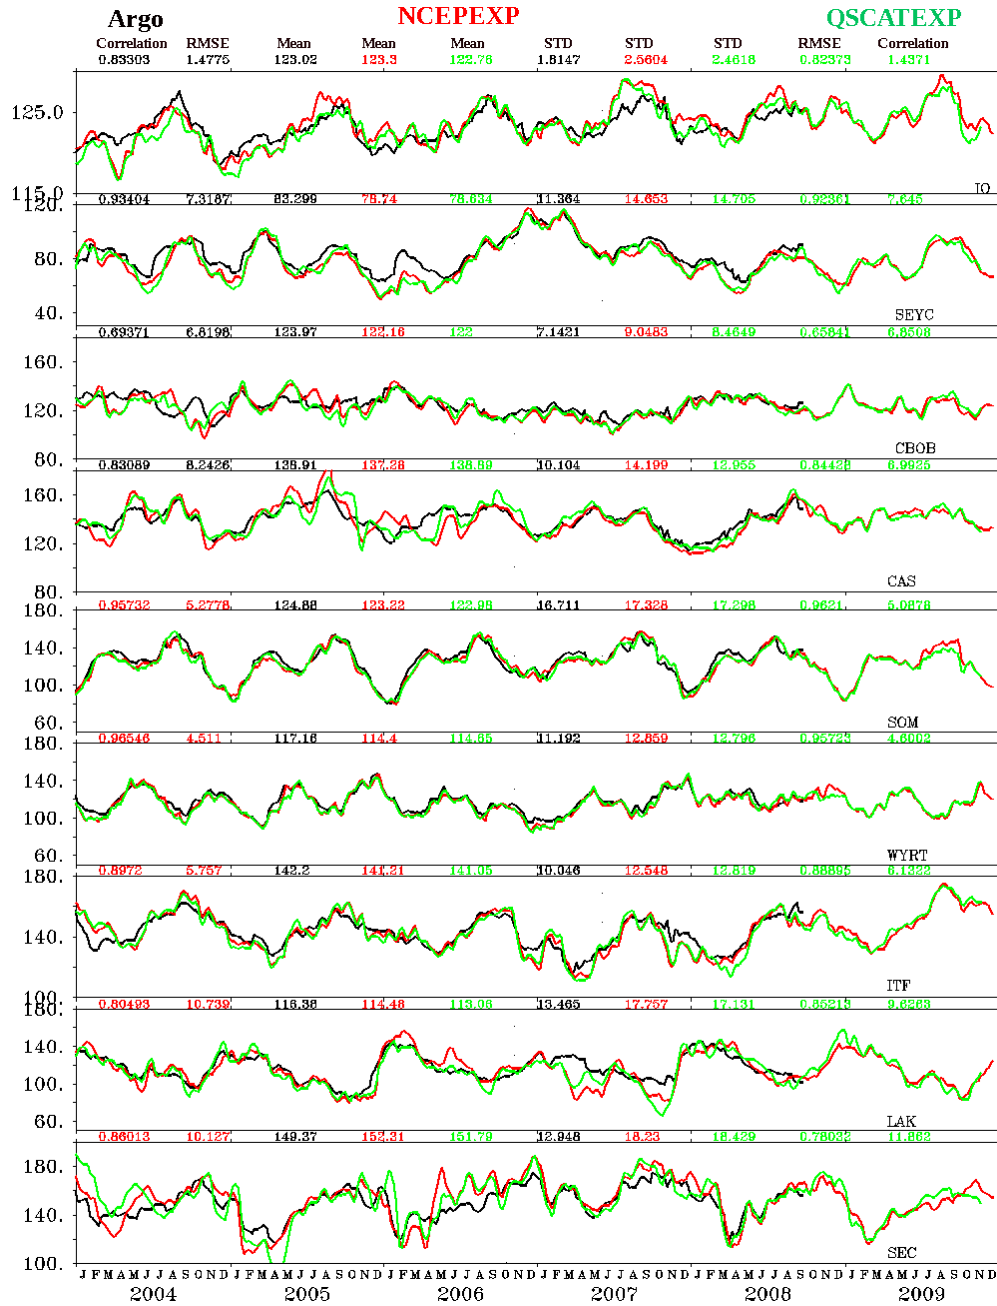 Argo NCEPEXP QSCATEXP
Correlation RMSE Mean Mean Mean STD STD STD RMSE Correlation
1.4775 123.02 123.3 122.76 1.8147 2.4618 0.82373 1.4371
125.0
IO
115.0
0.93404 7.3187 83.299 78.74 78.634 11.364 14.653 14.705 0.92361 7.645
120.
80.
40.
SEYC
0.69371 6.8198 123.97 122.16 122 7.1421 9.0483 8.4649 0.65841 6.8508
160.
120.
80.
CBOB
0.83089 8.2426 138.91 137.28 138.89 10.104 14.199 12.955 0.84428 6.9925
160.
120.
80.
CAS
0.95732 5.2778 124.88 123.22 122.98 16.711 17.328 17.298 0.9621 5.0878
180.
140.
100.
60.
SOM
0.96546 4.511 117.16 114.4 114.65 11.192 12.859 12.796 0.95723 4.6002
180.
140.
100.
60.
WYRT
0.8972 5.757 142.2 141.21 141.05 10.046 12.548 12.819 0.88895 6.1322
180.
140.
100.
ITF
0.80493 10.739 116.38 114.48 113.06 13.465 17.757 17.131 0.85213 9.6263
180.
140.
100.
60.
LAK
0.86013 10.127 149.37 152.31 151.79 12.948 18.23 18.429 0.78032 11.862
180.
140.
100.
SEC
J F M A M J J A S O N D J F M A M J J A S O N D J F M A M J J A S O N D J F M A M J J A S O N D J F M A M J J A S O N D J F M A M J J A S O N D
2004 2005 2006 2007 2008 2009